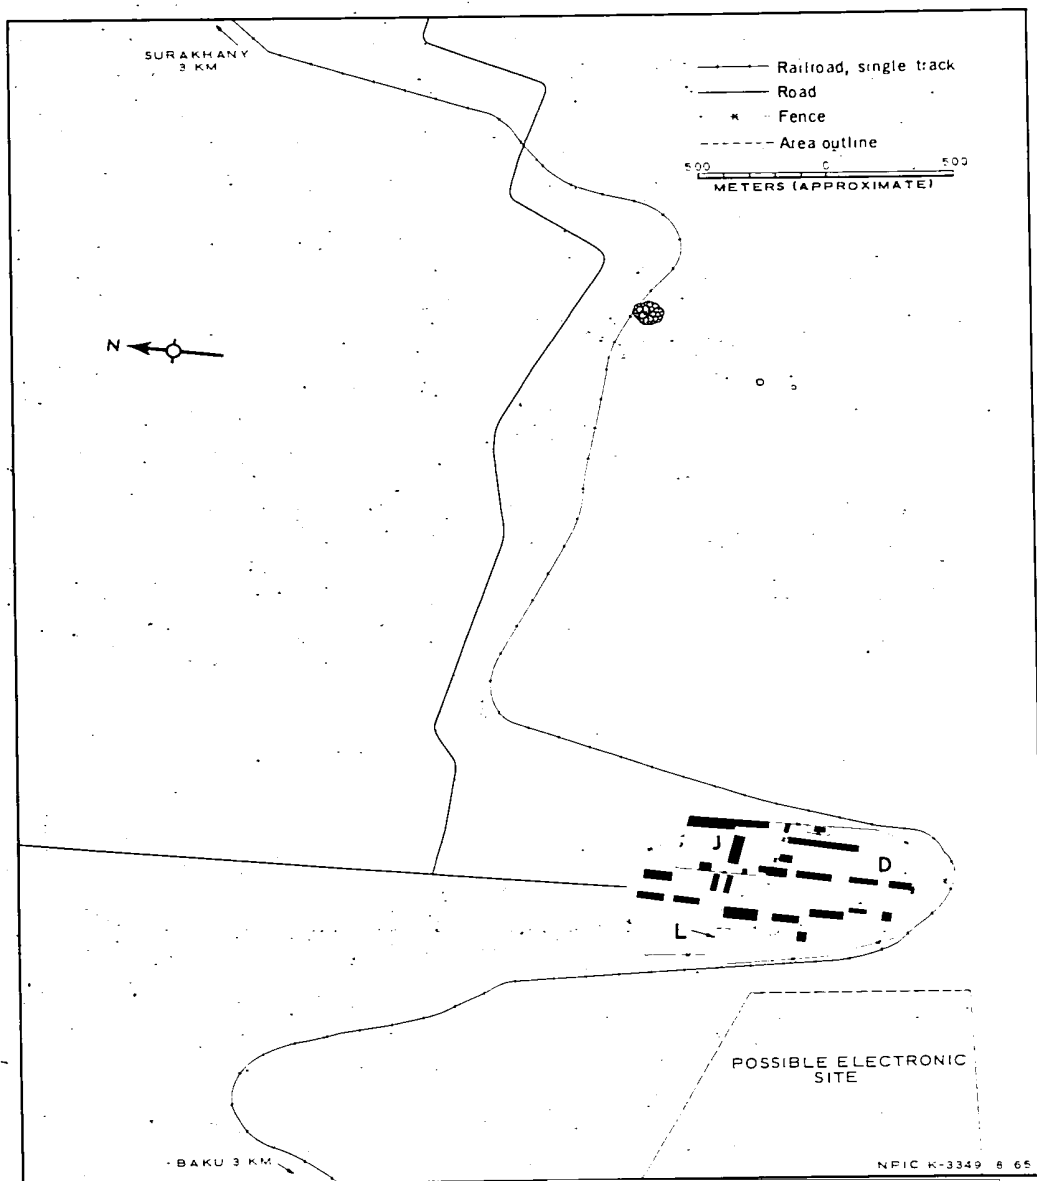 SURAKHANY
3 KM
Railroad, single track
Road
Fence
Area outline
500 0 500
METERS (APPROXIMATE)
N
J
D
L
POSSIBLE ELECTRONIC
SITE
BAKU 3 KM
NPIC K-3349 8 65